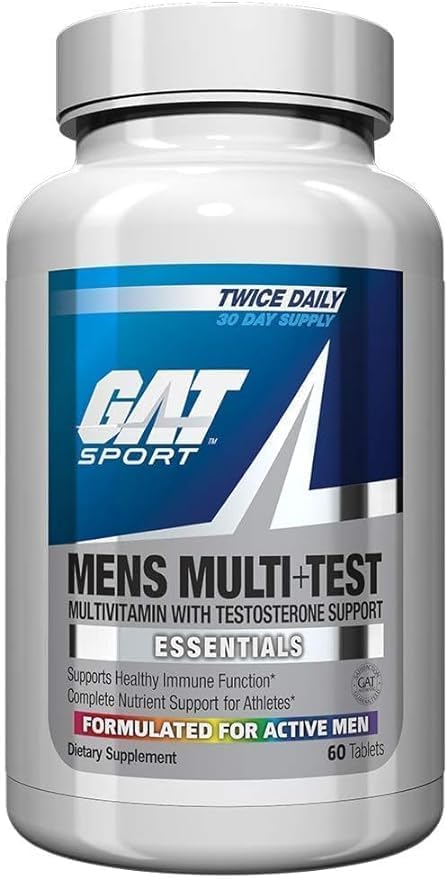 TWICE DAILY
30 DAY SUPPLY
GAT™
SPORT
MENS MULTI+TEST
MULTIVITAMIN WITH TESTOSTERONE SUPPORT
ESSENTIALS
Supports Healthy Immune Function*
Complete Nutrient Support for Athletes*
GAT
FORMULATED FOR ACTIVE MEN
Dietary Supplement
60 Tablets